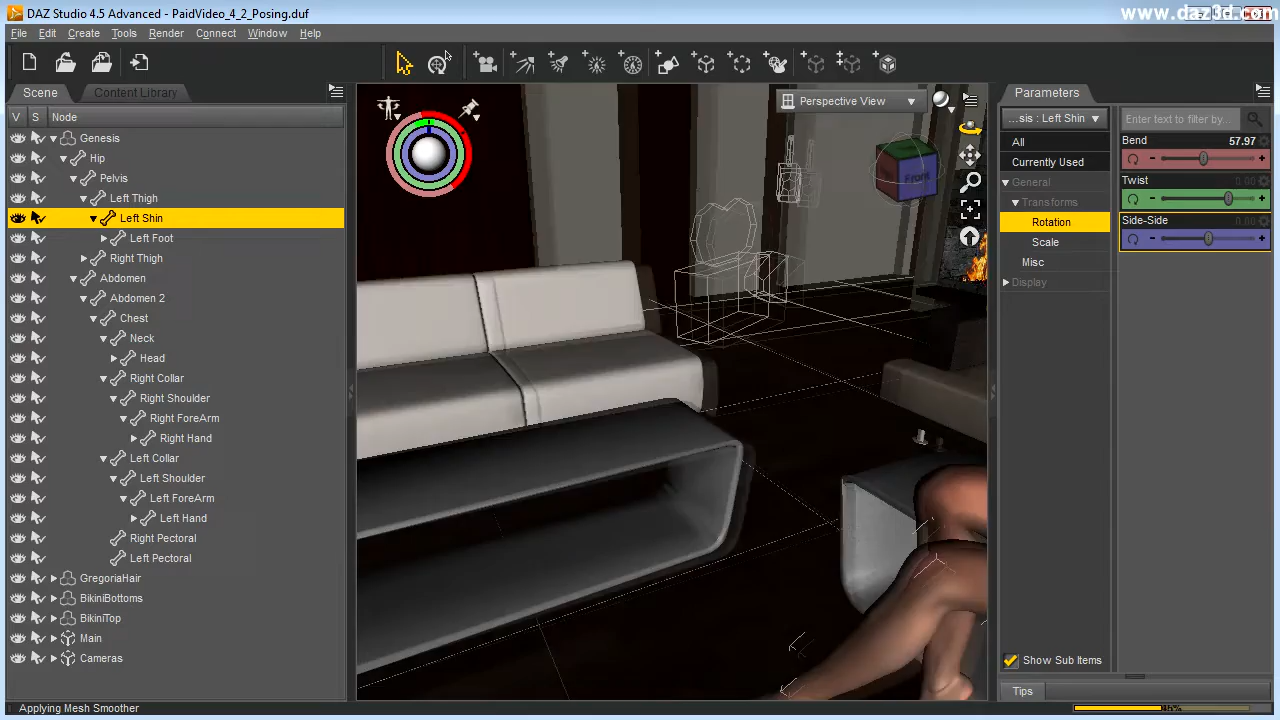 DAZ Studio 4.5 Advanced - PaidVideo_4_2_Posing.duf
www.daz3d.com
File Edit Create Tools Render Connect Window Help
Scene Content Library
V S Node
Genesis
Hip
Pelvis
Left Thigh
Left Shin
Left Foot
Right Thigh
Abdomen
Abdomen 2
Chest
Neck
Head
Right Collar
Right Shoulder
Right ForeArm
Right Hand
Left Collar
Left Shoulder
Left ForeArm
Left Hand
Right Pectoral
Left Pectoral
GregoriaHair
BikiniBottoms
BikiniTop
Main
Cameras
Perspective View
Front
Parameters
...sis : Left Shin
All
Currently Used
General
Transforms
Rotation
Scale
Misc
Display
Enter text to filter by...
Bend 57.97
Twist 0.00
Side-Side 0.00
Show Sub Items
Tips
Applying Mesh Smoother